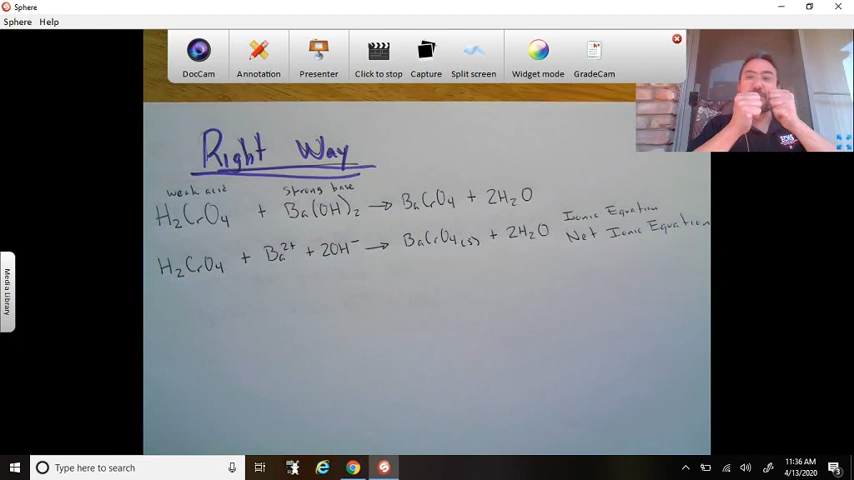 Sphere
Sphere Help
DocCam Annotation Presenter Click to stop Capture Split screen Widget mode GradeCam
Right Way
weak acid strong base
H₂CrO₄ + Ba(OH)₂ → BaCrO₄ + 2H₂O
Ionic Equation
H₂CrO₄ + Ba²⁺ + 2OH⁻ → BaCrO₄(s) + 2H₂O
Net Ionic Equation
Media Library
Type here to search
11:36 AM
4/13/2020
3